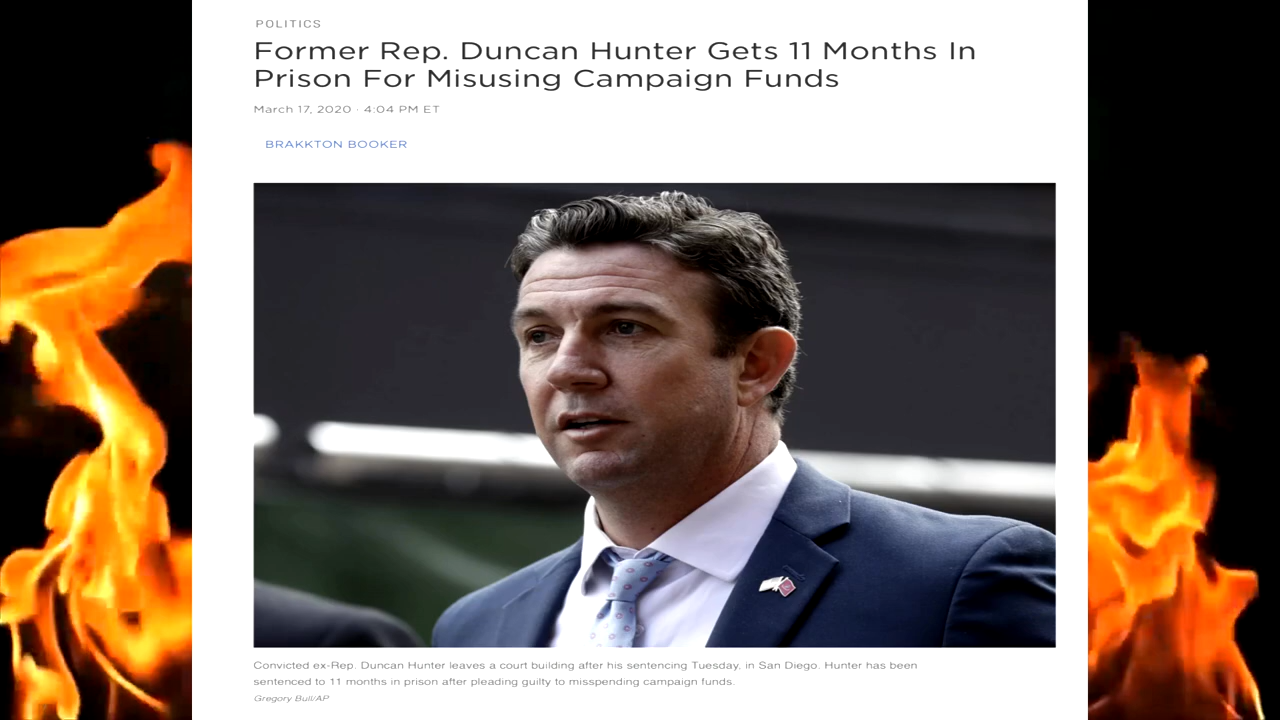 POLITICS
Former Rep. Duncan Hunter Gets 11 Months In
Prison For Misusing Campaign Funds
March 17, 2020 · 4:04 PM ET
BRAKKTON BOOKER
Convicted ex-Rep. Duncan Hunter leaves a court building after his sentencing Tuesday, in San Diego. Hunter has been
sentenced to 11 months in prison after pleading guilty to misspending campaign funds.
Gregory Bull/AP